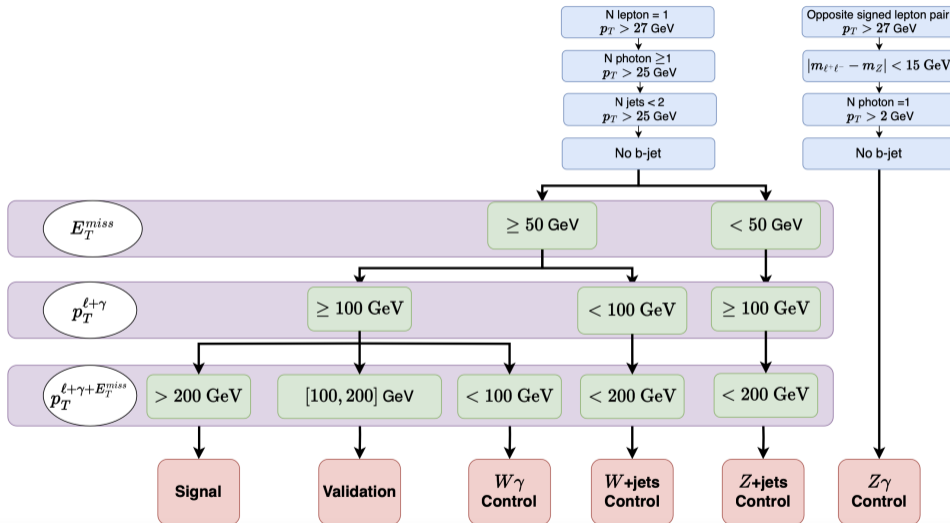 N lepton = 1
p_T > 27 GeV
N photon ≥1
p_T > 25 GeV
N jets < 2
p_T > 25 GeV
No b-jet
Opposite signed lepton pair
p_T > 27 GeV
|m_{ℓ+ℓ−} − m_Z| < 15 GeV
N photon =1
p_T > 2 GeV
No b-jet
E_T^{miss}
≥ 50 GeV
< 50 GeV
p_T^{ℓ+γ}
≥ 100 GeV
< 100 GeV
≥ 100 GeV
p_T^{ℓ+γ+E_T^{miss}}
> 200 GeV
[100, 200] GeV
< 100 GeV
< 200 GeV
< 200 GeV
Signal
Validation
Wγ
Control
W+jets
Control
Z+jets
Control
Zγ
Control